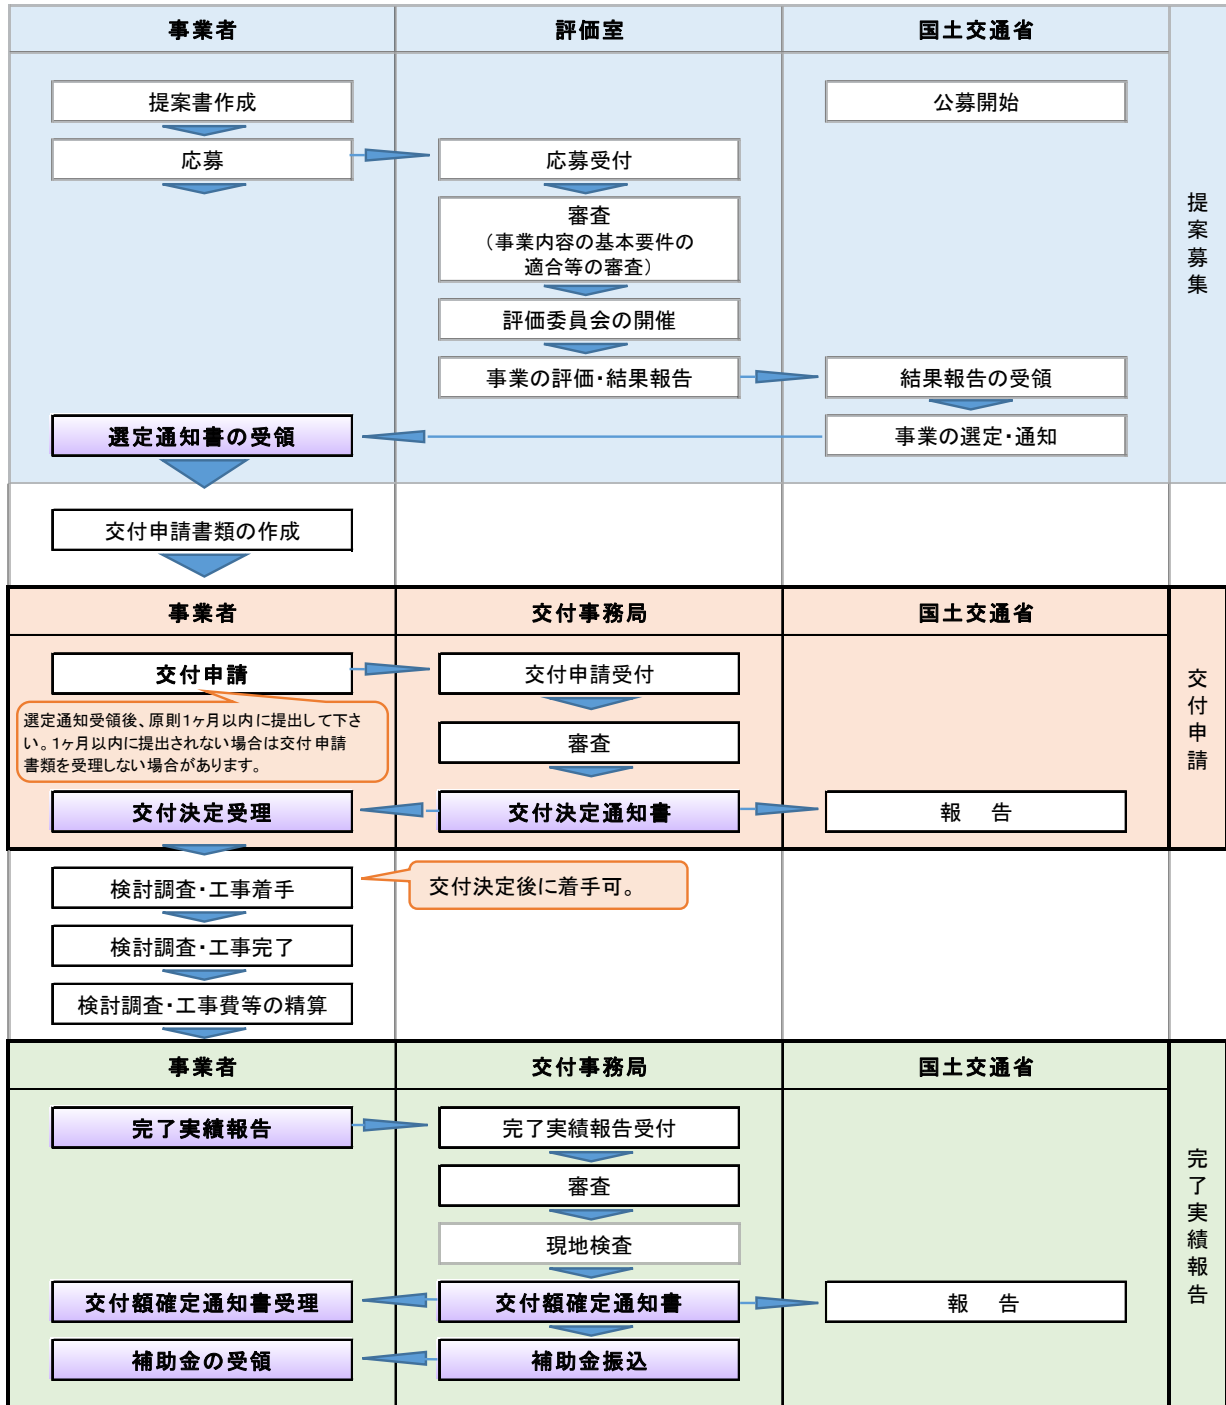 事業者
評価室
国土交通省
提案書作成
公募開始
応募
応募受付
審査
（事業内容の基本要件の
適合等の審査）
評価委員会の開催
事業の評価・結果報告
結果報告の受領
選定通知書の受領
事業の選定・通知
提案募集
交付申請書類の作成
事業者
交付事務局
国土交通省
交付申請
交付申請受付
選定通知受領後、原則1ヶ月以内に提出して下さ
い。1ヶ月以内に提出されない場合は交付申請
書類を受理しない場合があります。
審査
交付決定受理
交付決定通知書
報　告
交付申請
検討調査・工事着手
交付決定後に着手可。
検討調査・工事完了
検討調査・工事費等の精算
事業者
交付事務局
国土交通省
完了実績報告
完了実績報告受付
審査
現地検査
交付額確定通知書受理
交付額確定通知書
報　告
補助金の受領
補助金振込
完了実績報告